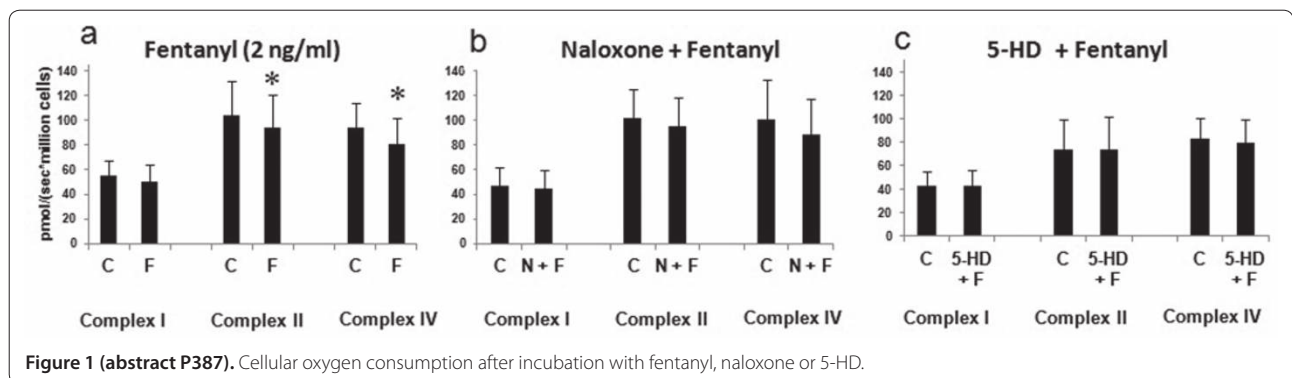 a
Fentanyl (2 ng/ml)
pmol/(sec*million cells)
140
120
100
80
60
40
20
0
*
*
C F C F C F
Complex I Complex II Complex IV
b
Naloxone + Fentanyl
140
120
100
80
60
40
20
0
C N + F C N + F C N + F
Complex I Complex II Complex IV
c
5-HD + Fentanyl
140
120
100
80
60
40
20
0
C 5-HD C 5-HD C 5-HD
+ F + F + F
Complex I Complex II Complex IV
Figure 1 (abstract P387). Cellular oxygen consumption after incubation with fentanyl, naloxone or 5-HD.